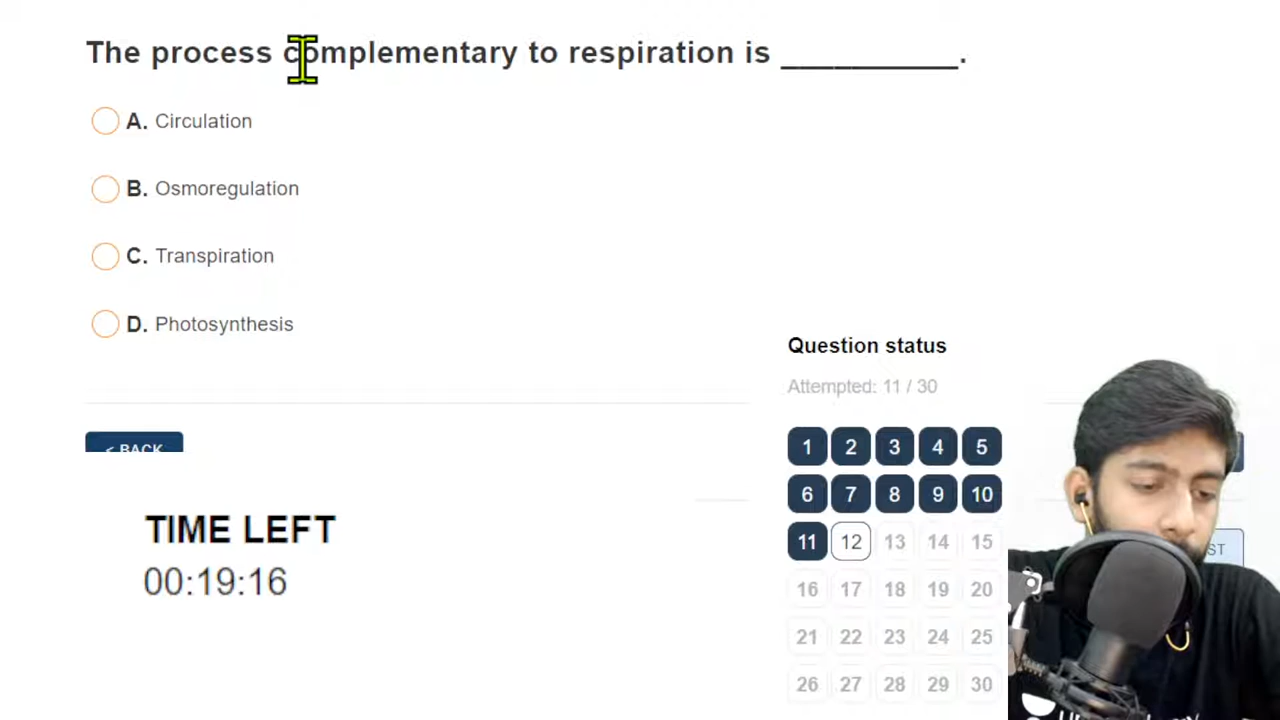 The process complementary to respiration is __________.
A. Circulation
B. Osmoregulation
C. Transpiration
D. Photosynthesis
< BACK
TIME LEFT
00:19:16
Question status
Attempted: 11 / 30
1 2 3 4 5
6 7 8 9 10
11 12 13 14 15
16 17 18 19 20
21 22 23 24 25
26 27 28 29 30
ST